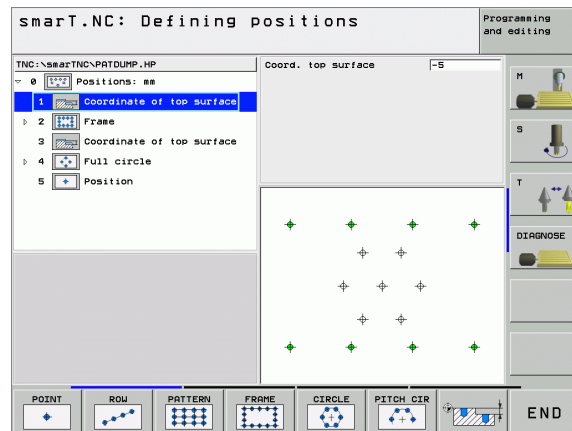 smarT.NC: Defining positions
Programming
and editing
TNC:\smarTNC\PATDUMP.HP
0 Positions: mm
1 Coordinate of top surface
2 Frame
3 Coordinate of top surface
4 Full circle
5 Position
Coord. top surface -5
M
S
T
DIAGNOSE
POINT
ROW
PATTERN
FRAME
CIRCLE
PITCH CIR
END